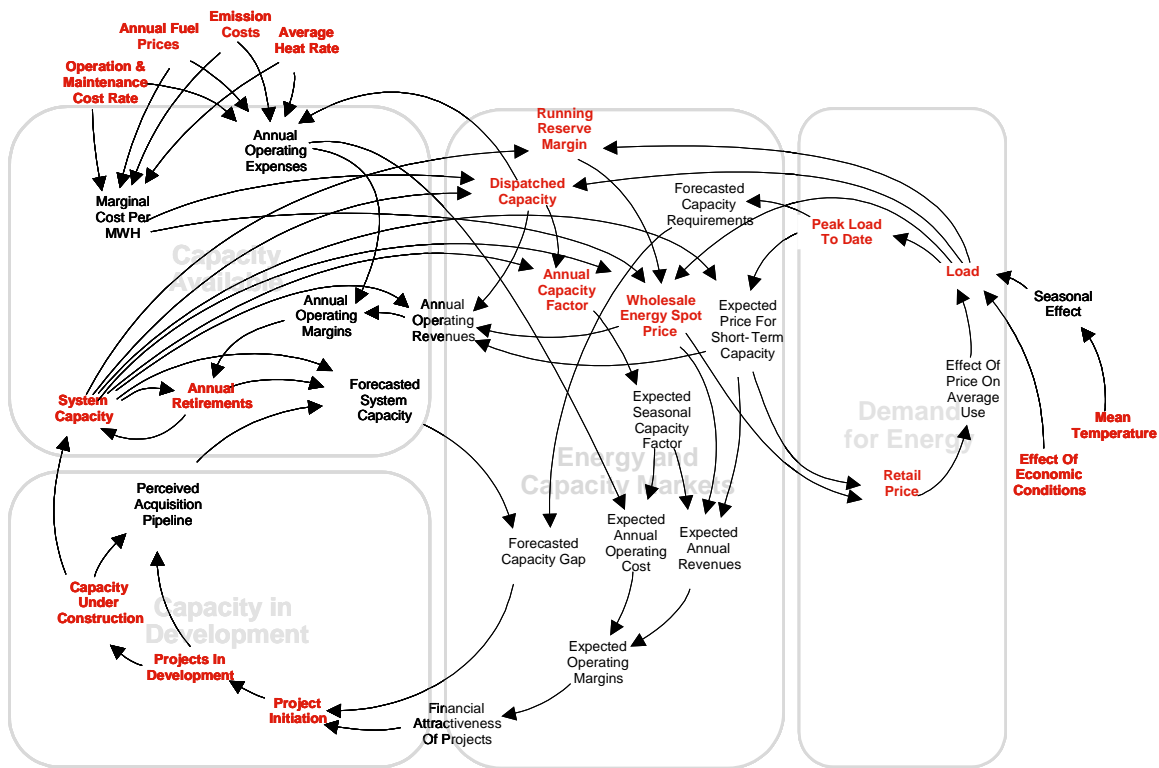 Annual Fuel
Prices
Emission
Costs
Average
Heat Rate
Operation &
Maintenance
Cost Rate
Annual
Operating
Expenses
Marginal
Cost Per
MWH
Capacity
Available
Annual
Operating
Margins
Annual
Operating
Revenues
System
Capacity
Annual
Retirements
Forecasted
System
Capacity
Running
Reserve
Margin
Dispatched
Capacity
Forecasted
Capacity
Requirements
Peak Load
To Date
Annual
Capacity
Factor
Wholesale
Energy Spot
Price
Expected
Price For
Short- Term
Capacity
Load
Seasonal
Effect
Effect Of
Price On
Average
Use
Mean
Temperature
Effect Of
Economic
Conditions
Demand
for Energy
Retail
Price
Expected
Seasonal
Capacity
Factor
Energy and
Capacity Markets
Expected
Annual
Operating
Cost
Expected
Annual
Revenues
Forecasted
Capacity Gap
Expected
Operating
Margins
Financial
Attractiveness
Of Projects
Perceived
Acquisition
Pipeline
Capacity
Under
Construction
Capacity in
Development
Projects In
Development
Project
Initiation